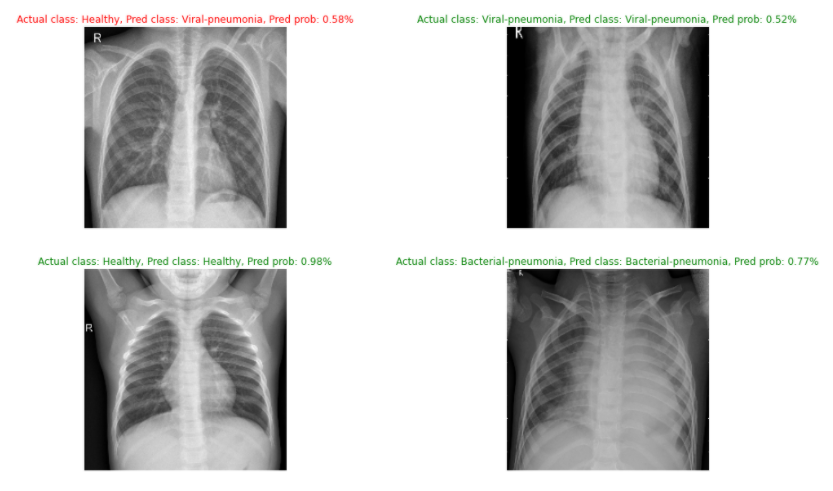 Actual class: Healthy, Pred class: Viral-pneumonia, Pred prob: 0.58%
Actual class: Viral-pneumonia, Pred class: Viral-pneumonia, Pred prob: 0.52%
R
R
Actual class: Healthy, Pred class: Healthy, Pred prob: 0.98%
Actual class: Bacterial-pneumonia, Pred class: Bacterial-pneumonia, Pred prob: 0.77%
R